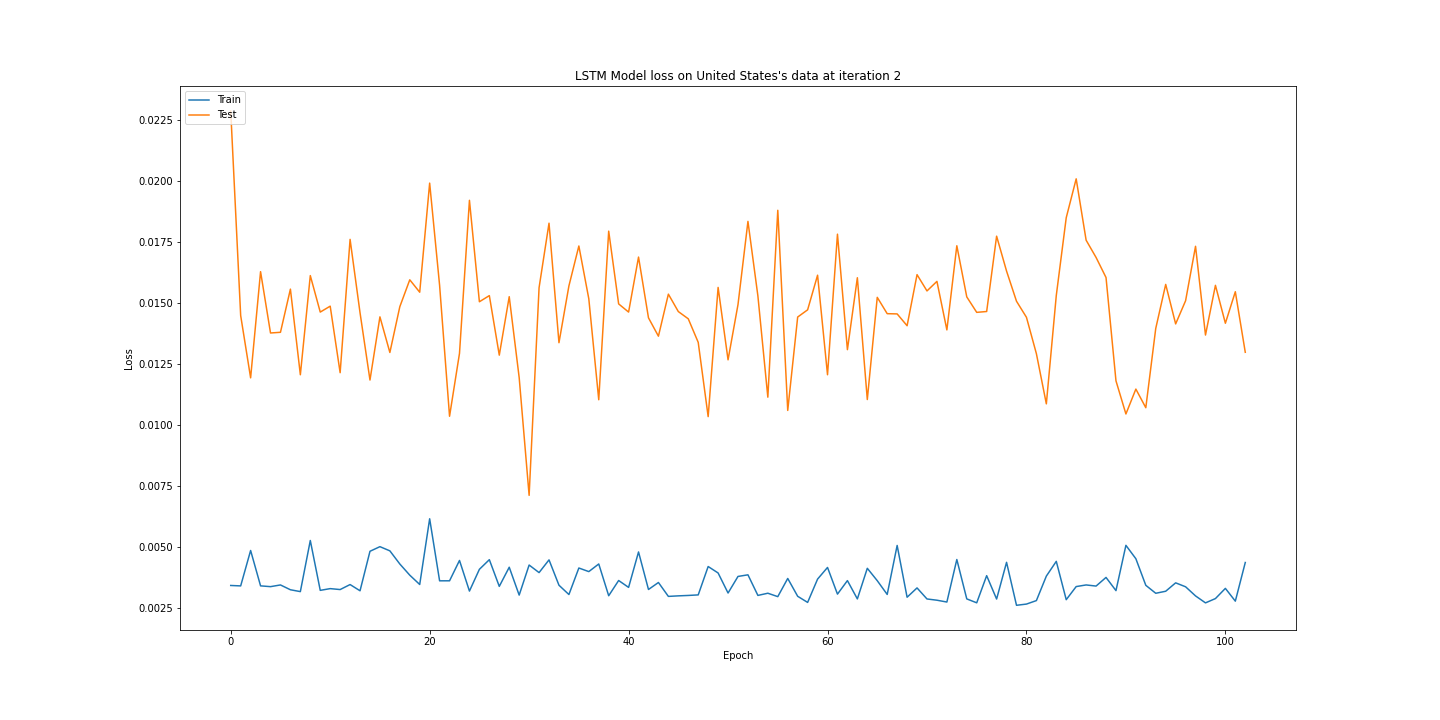 LSTM Model loss on United States's data at iteration 2
Train
Test
0.0225
0.0200
0.0175
0.0150
0.0125
0.0100
0.0075
0.0050
0.0025
Loss
0 20 40 60 80 100
Epoch